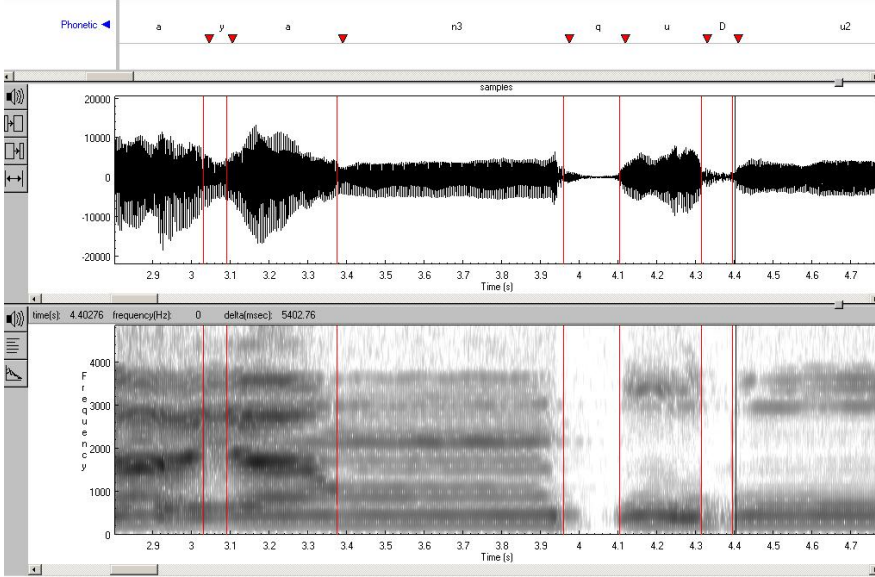 Phonetic
a y a n3 q u D u2
samples
20000
10000
0
-10000
-20000
2.9 3 3.1 3.2 3.3 3.4 3.5 3.6 3.7 3.8 3.9 4 4.1 4.2 4.3 4.4 4.5 4.6 4.7
Time (s)
time(s): 4.40276 frequency(Hz): 0 delta(msec): 5402.76
Frequency
4000
3000
2000
1000
0
2.9 3 3.1 3.2 3.3 3.4 3.5 3.6 3.7 3.8 3.9 4 4.1 4.2 4.3 4.4 4.5 4.6 4.7
Time (s)